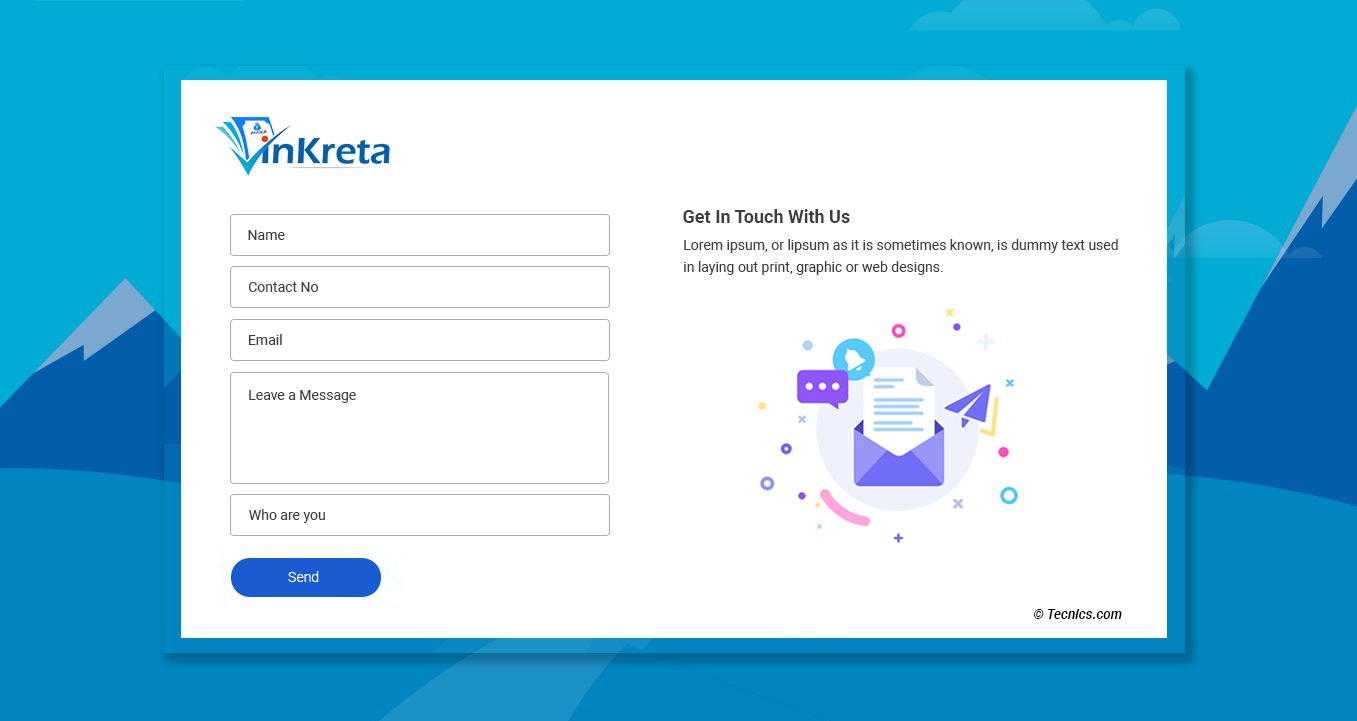 inKreta
Name
Contact No
Email
Leave a Message
Who are you
Send
Get In Touch With Us
Lorem ipsum, or lipsum as it is sometimes known, is dummy text used
in laying out print, graphic or web designs.
© Tecnics.com